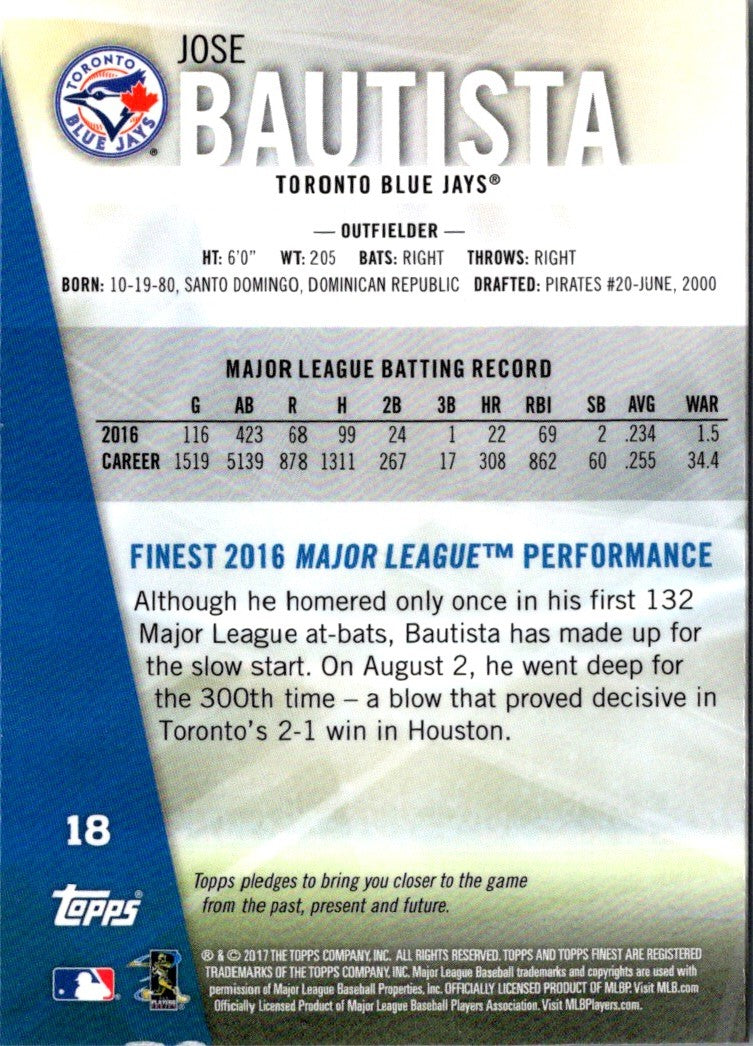 TORONTO
BLUE JAYS®
JOSE
BAUTISTA
TORONTO BLUE JAYS®
— OUTFIELDER —
HT: 6'0" WT: 205 BATS: RIGHT THROWS: RIGHT
BORN: 10-19-80, SANTO DOMINGO, DOMINICAN REPUBLIC DRAFTED: PIRATES #20-JUNE, 2000
MAJOR LEAGUE BATTING RECORD
G AB R H 2B 3B HR RBI SB AVG WAR
2016 116 423 68 99 24 1 22 69 2 .234 1.5
CAREER 1519 5139 878 1311 267 17 308 862 60 .255 34.4
FINEST 2016 MAJOR LEAGUE™ PERFORMANCE
Although he homered only once in his first 132
Major League at-bats, Bautista has made up for
the slow start. On August 2, he went deep for
the 300th time – a blow that proved decisive in
Toronto's 2-1 win in Houston.
18
Topps®
Topps pledges to bring you closer to the game
from the past, present and future.
® & © 2017 THE TOPPS COMPANY, INC. ALL RIGHTS RESERVED. TOPPS AND TOPPS FINEST ARE REGISTERED
TRADEMARKS OF THE TOPPS COMPANY, INC. Major League Baseball trademarks and copyrights are used with
permission of Major League Baseball Properties, Inc. OFFICIALLY LICENSED PRODUCT OF MLBP. Visit MLB.com
Officially Licensed Product of Major League Baseball Players Association. Visit MLBPlayers.com.